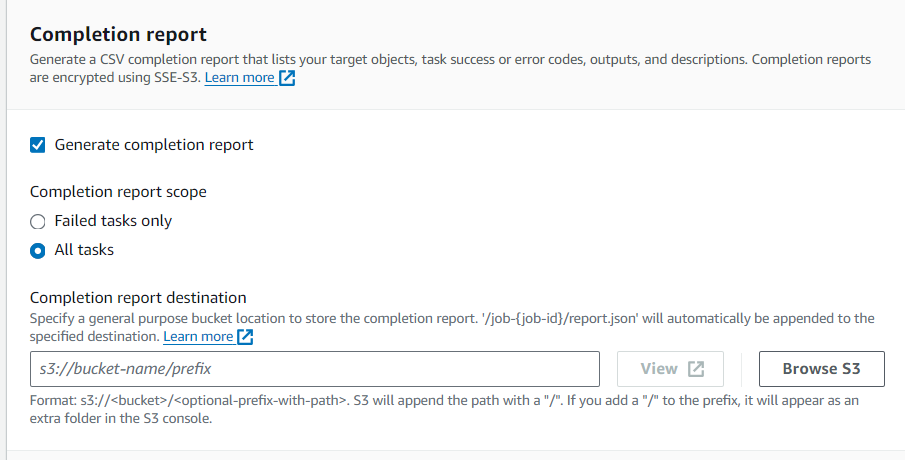 Completion report
Generate a CSV completion report that lists your target objects, task success or error codes, outputs, and descriptions. Completion reports
are encrypted using SSE-S3. Learn more
Generate completion report
Completion report scope
Failed tasks only
All tasks
Completion report destination
Specify a general purpose bucket location to store the completion report. '/job-{job-id}/report.json' will automatically be appended to the
specified destination. Learn more
s3://bucket-name/prefix
View
Browse S3
Format: s3://<bucket>/<optional-prefix-with-path>. S3 will append the path with a "/". If you add a "/" to the prefix, it will appear as an
extra folder in the S3 console.